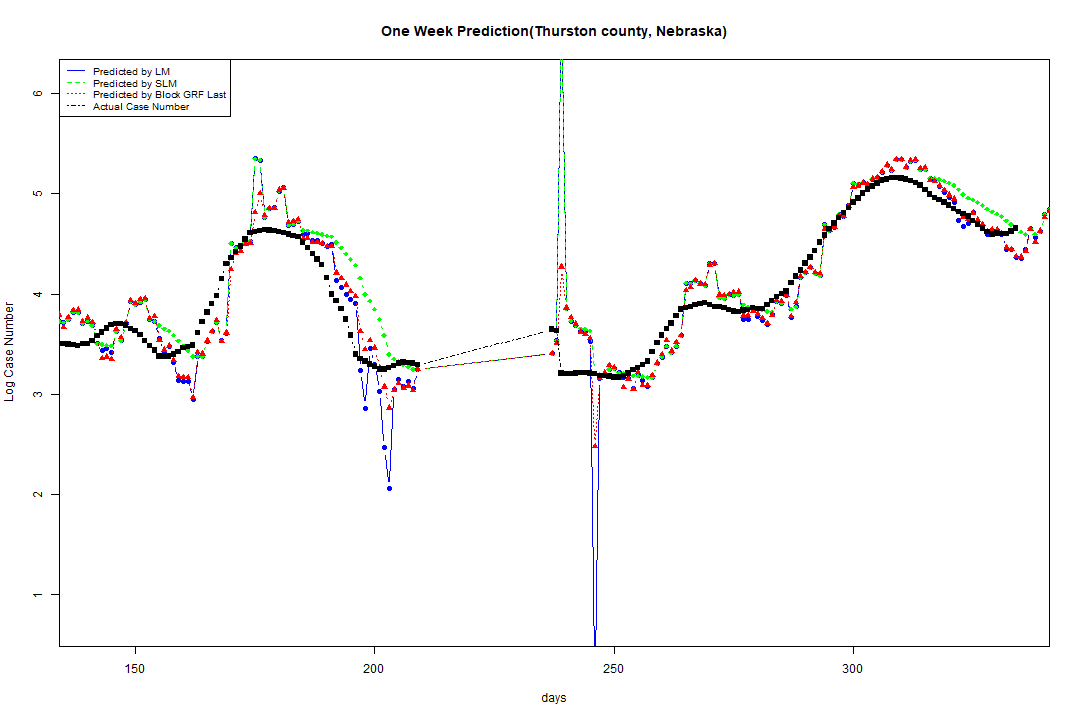 One Week Prediction(Thurston county, Nebraska)
Predicted by LM
Predicted by SLM
Predicted by Block GRF Last
Actual Case Number
Log Case Number
6
5
4
3
2
1
150
200
250
300
days